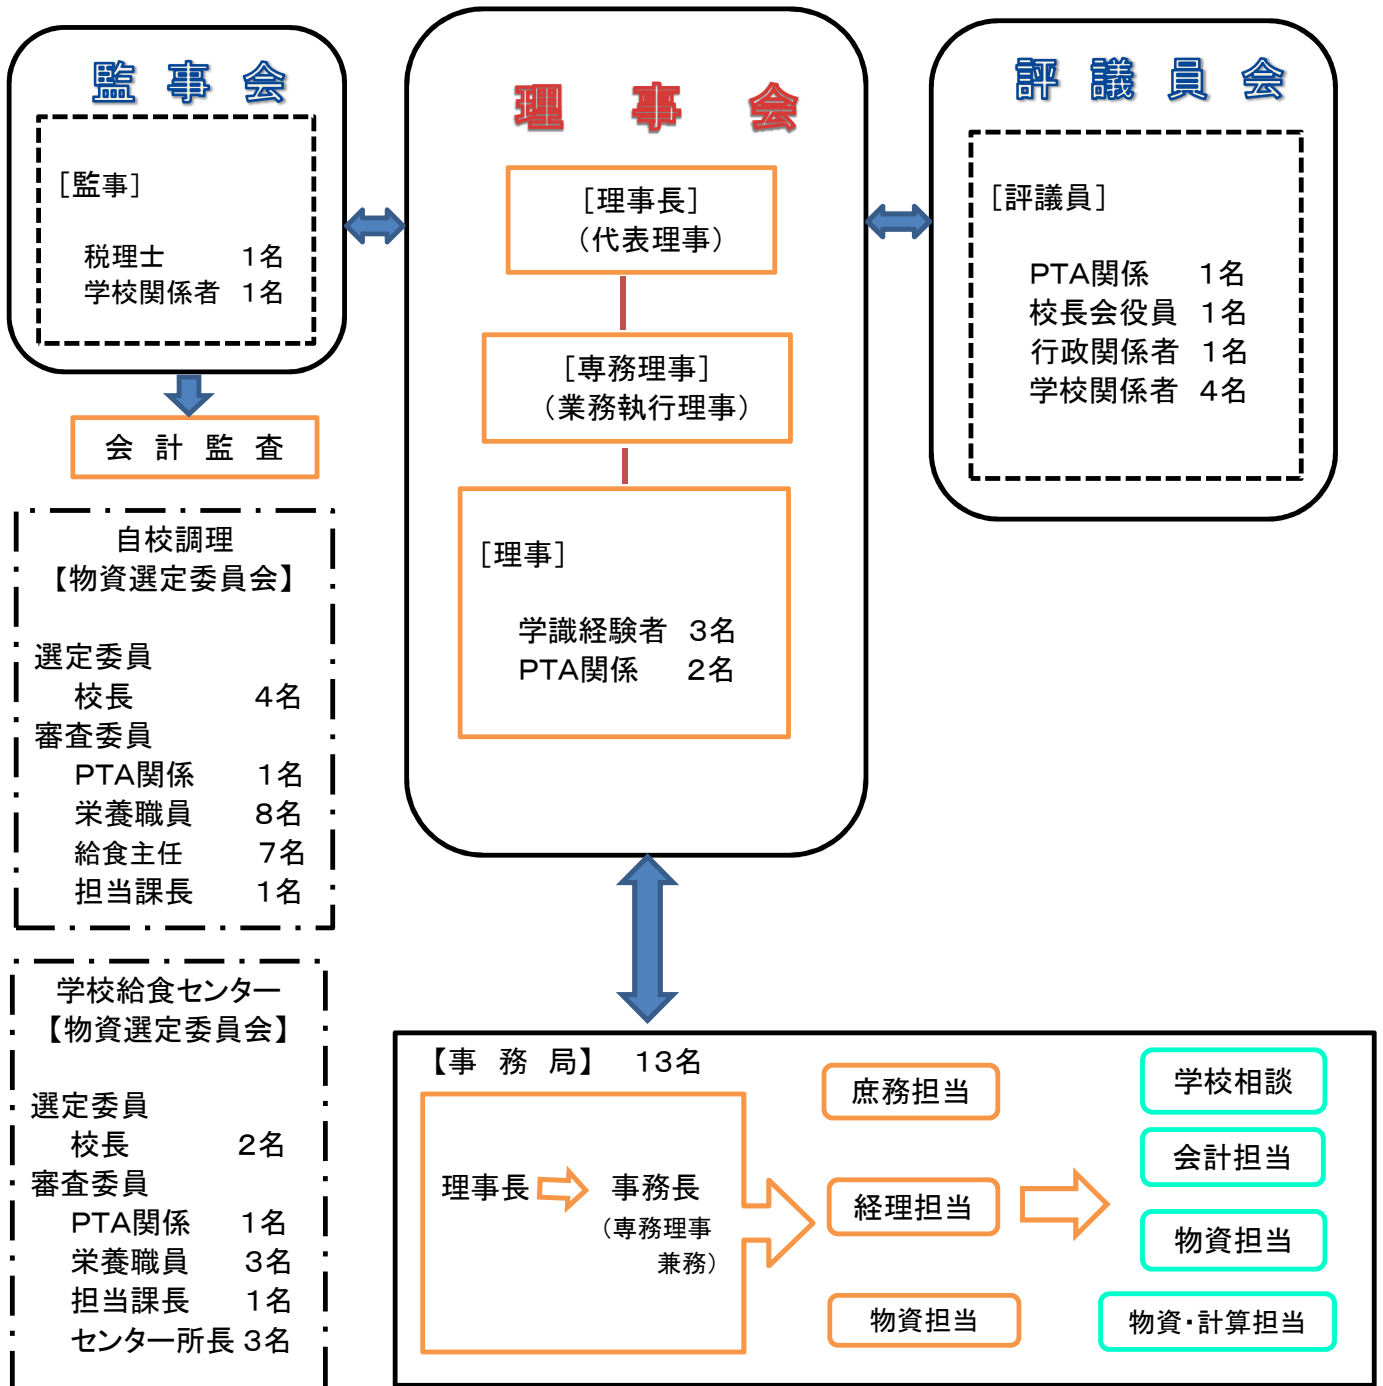 監事会
[監事]
税理士 1名
学校関係者 1名
会計監査
理事会
[理事長]
(代表理事)
[専務理事]
(業務執行理事)
[理事]
学識経験者 3名
PTA関係 2名
評議員会
[評議員]
PTA関係 1名
校長会役員 1名
行政関係者 1名
学校関係者 4名
自校調理
【物資選定委員会】
選定委員
校長 4名
審査委員
PTA関係 1名
栄養職員 8名
給食主任 7名
担当課長 1名
学校給食センター
【物資選定委員会】
選定委員
校長 2名
審査委員
PTA関係 1名
栄養職員 3名
担当課長 1名
センター所長 3名
【事務局】 13名
理事長
事務長
(専務理事
兼務)
庶務担当
経理担当
物資担当
学校相談
会計担当
物資担当
物資・計算担当